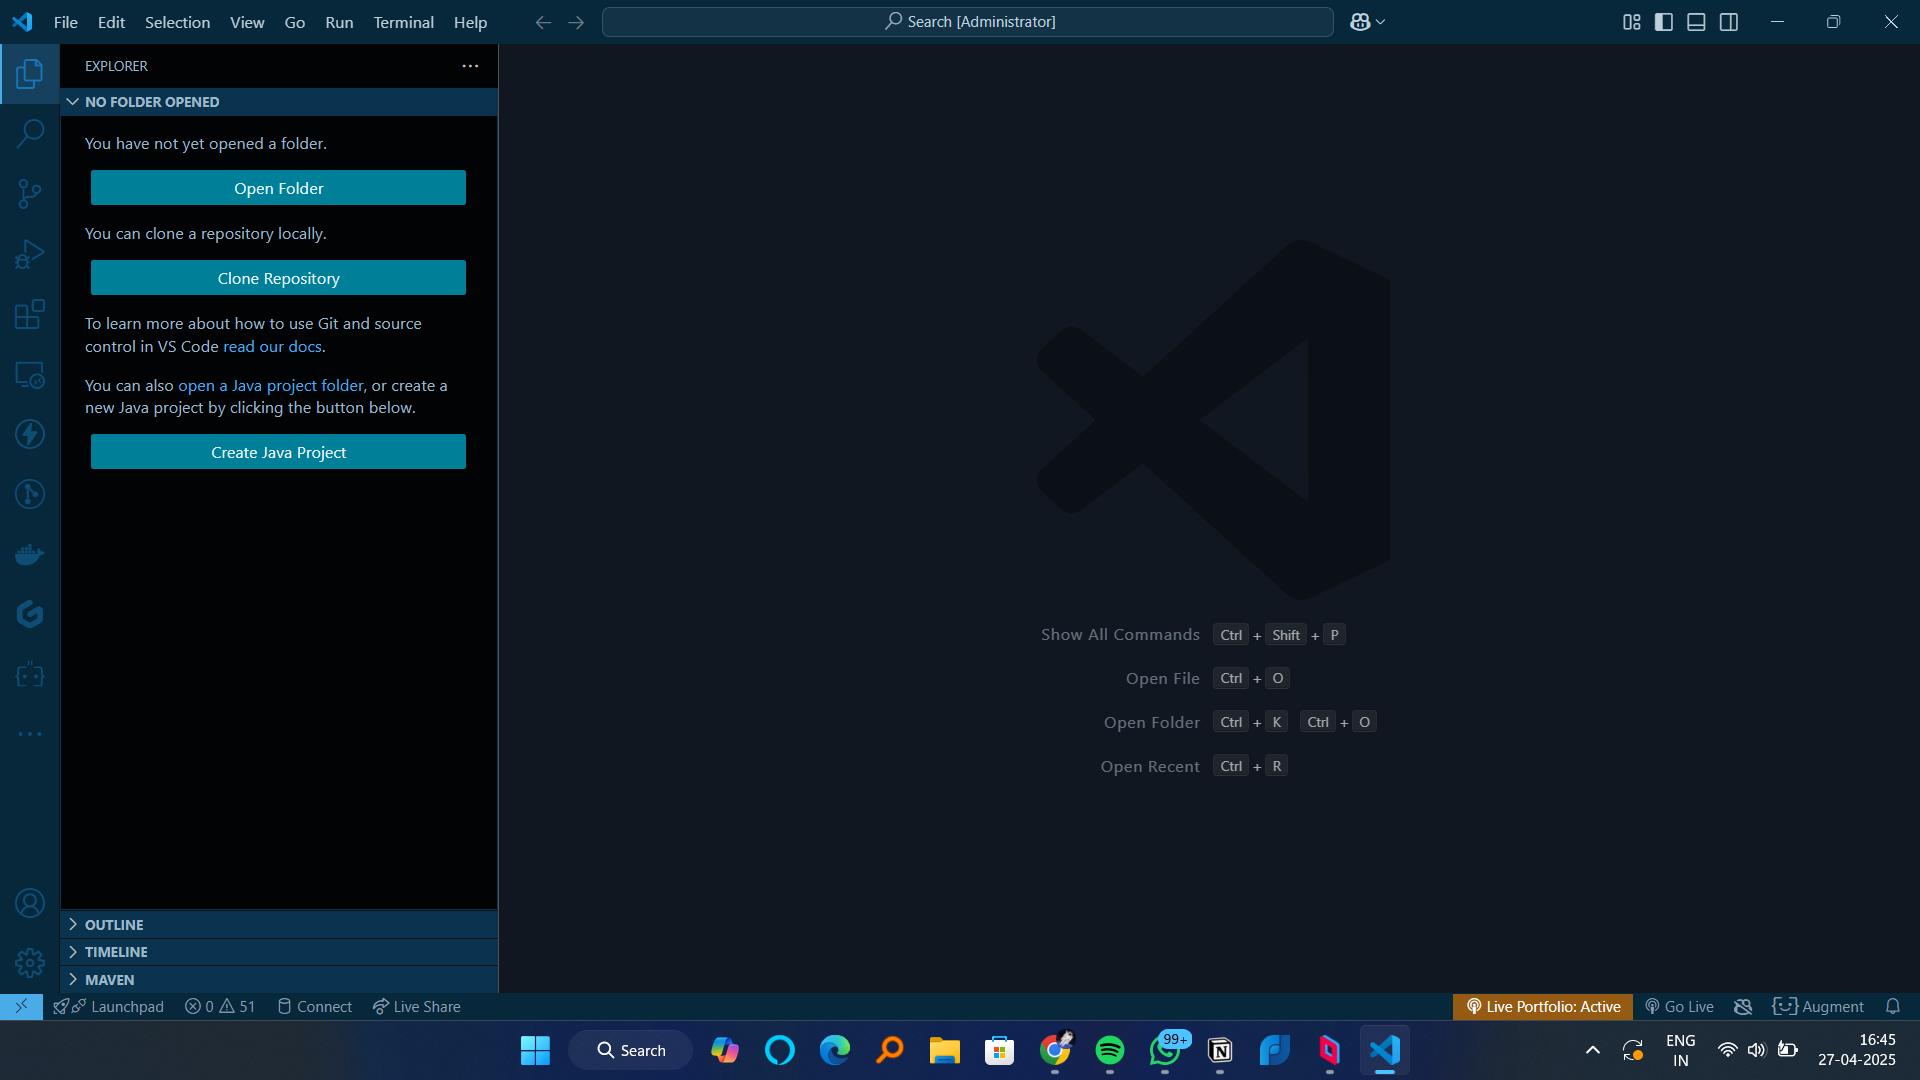 File Edit Selection View Go Run Terminal Help
Search [Administrator]
EXPLORER
NO FOLDER OPENED
You have not yet opened a folder.
Open Folder
You can clone a repository locally.
Clone Repository
To learn more about how to use Git and source
control in VS Code read our docs.
You can also open a Java project folder, or create a
new Java project by clicking the button below.
Create Java Project
Show All Commands Ctrl + Shift + P
Open File Ctrl + O
Open Folder Ctrl + K Ctrl + O
Open Recent Ctrl + R
OUTLINE
TIMELINE
MAVEN
Launchpad 0 51 Connect Live Share
Live Portfolio: Active Go Live Augment
Search
99+
ENG
IN
16:45
27-04-2025